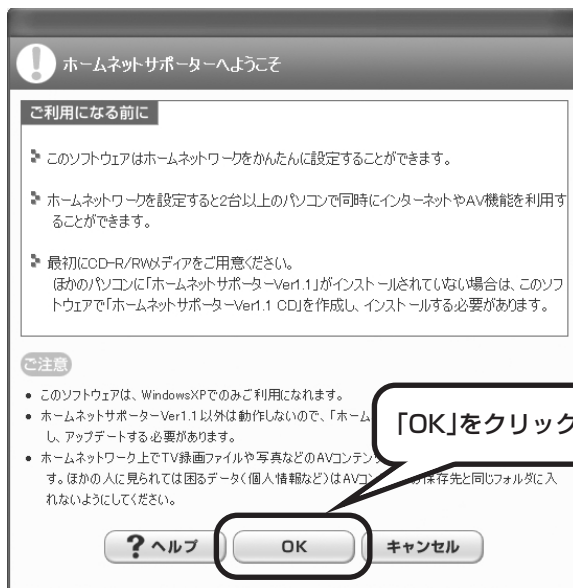 ホームネットサポーターへようこそ
ご利用になる前に
このソフトウェアはホームネットワークをかんたんに設定することができます。
ホームネットワークを設定すると2台以上のパソコンで同時にインターネットやAV機能を利用す
ることができます。
最初にCD-R/RWメディアをご用意ください。
ほかのパソコンに「ホームネットサポーターVer1.1」がインストールされていない場合は、このソフ
トウェアで「ホームネットサポーターVer1.1 CD」を作成し、インストールする必要があります。
ご注意
このソフトウェアは、WindowsXPでのみご利用になれます。
ホームネットサポーターVer1.1以外は動作しないので、「ホーム
し、アップデートする必要があります。
ホームネットワーク上でTV録画ファイルや写真などのAVコンテン
す。ほかの人に見られては困るデータ(個人情報など)はAVコン 保存先と同じフォルダに入
れないようにしてください。
「OK」をクリック
? ヘルプ OK キャンセル